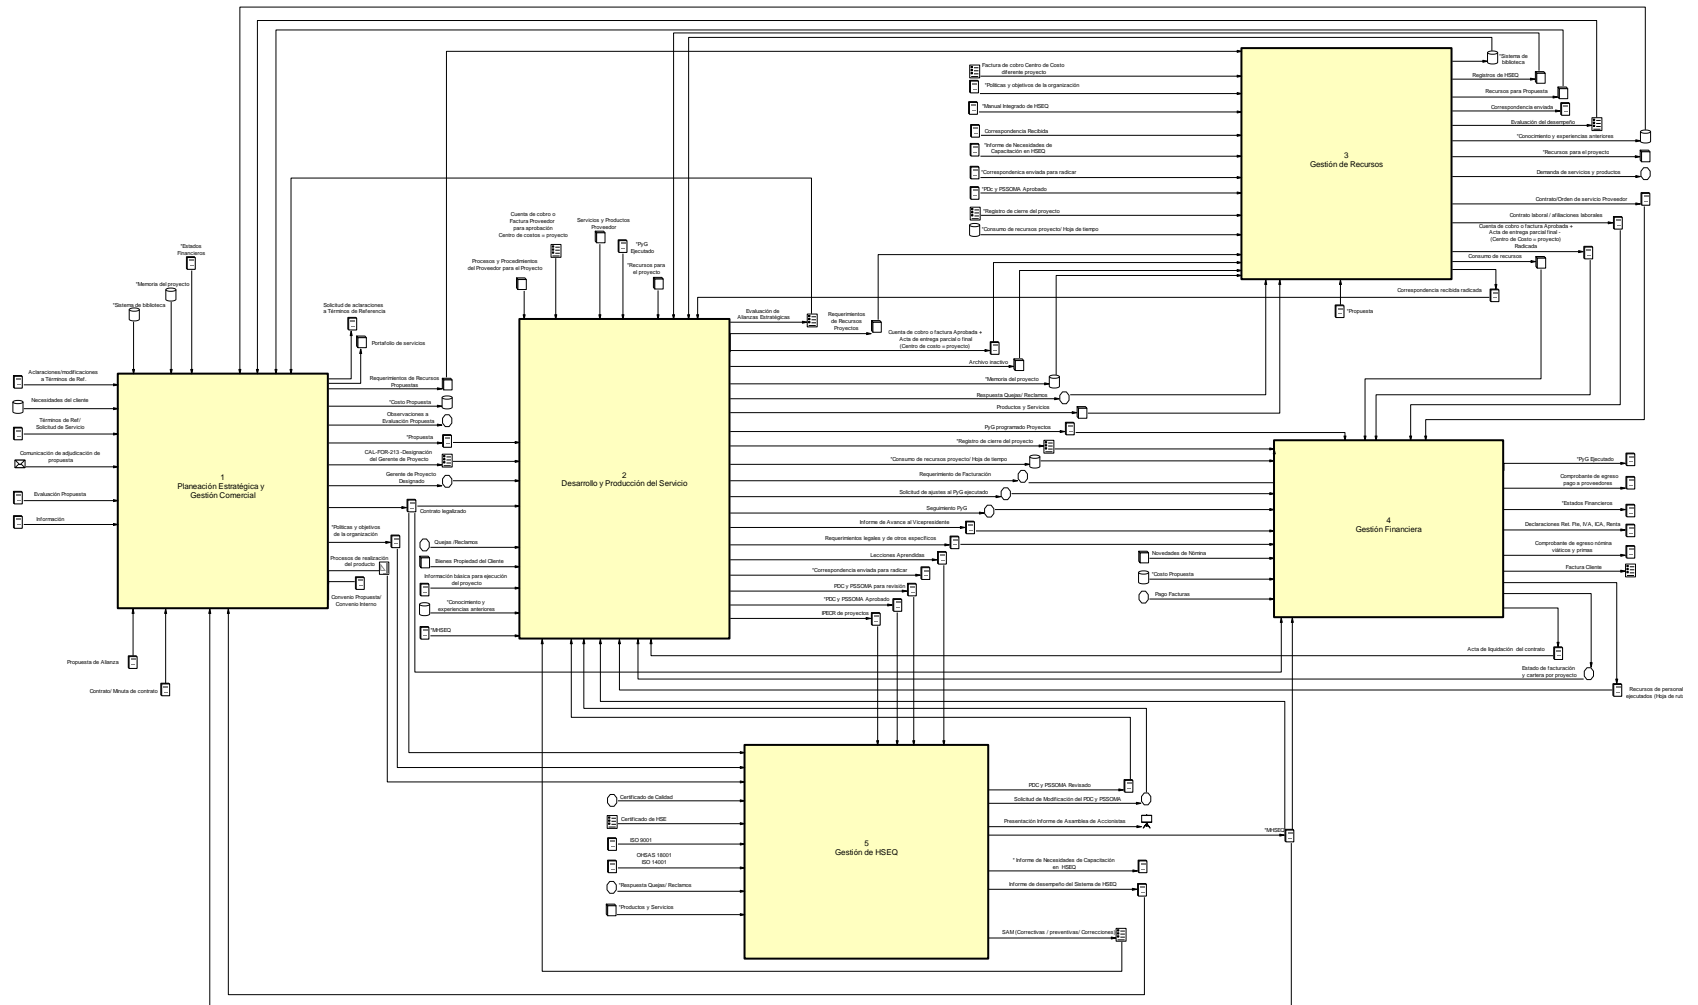 Factura de cobro Centro de Costo
diferente proyecto
*Políticas y objetivos de la organización
*Manual Integrado de HSEQ
Correspondencia Recibida
*Informe de Necesidades de
Capacitación en HSEQ
*Correspondenica enviada para radicar
*PDc y PSSOMA Aprobado
*Registro de cierre del proyecto
*Consumo de recursos proyecto/ Hoja de tiempo
3
Gestión de Recursos
*Sistema de
biblioteca
Registros de HSEQ
Recursos para Propuesta
Correspondencia enviada
Evaluación del desempeño
*Conocimiento y experiencias anteriores
*Recursos para el proyecto
Demanda de servicios y productos
Contrato/Orden de servicio Proveedor
Contrato laboral / afiliaciones laborales
Cuenta de cobro o factura Aprobada +
Acta de entrega parcial final -
(Centro de Costo = proyecto)
Radicada
Consumo de recursos
Correspondencia recibida radicada
*Propuesta
*Estados
Financieros
*Memoria del proyecto
*Sistema de biblioteca
Solicitud de aclaraciones
a Términos de Referencia
Portafolio de servicios
Aclaraciones/modificaciones
a Términos de Ref.
Necesidades del cliente
Términos de Ref/
Solicitud de Servicio
Comunicación de adjudicación de
propuesta
Evaluación Propuesta
Información
1
Planeación Estratégica y
Gestión Comercial
Requerimientos de Recursos
Propuestas
*Costo Propuesta
Observaciones a
Evaluación Propuesta
*Propuesta
CAL-FOR-213 -Designación
del Gerente de Proyecto
Gerente de Proyecto
Designado
Contrato legalizado
*Políticas y objetivos
de la organización
Procesos de realización
del producto
Convenio Propuesta/
Convenio Interno
Propuesta de Alianza
Contrato/ Minuta de contrato
Procesos y Procedimientos
del Proveedor para el Proyecto
Cuenta de cobro o
Factura Proveedor
para aprobación
Centro de costos = proyecto
Servicios y Productos
Proveedor
*PyG
Ejecutado
*Recursos para
el proyecto
Quejas /Reclamos
Bienes Propiedad del Cliente
Información básica para ejecución
del proyecto
*Conocimiento y
experiencias anteriores
*MHSEQ
2
Desarrollo y Producción del Servicio
Evaluación de
Alianzas Estratégicas
Requerimientos
de Recursos
Proyectos
Cuenta de cobro o factura Aprobada +
Acta de entrega parcial o final
(Centro de costo = proyecto)
Archivo inactivo
*Memoria del proyecto
Respuesta Quejas/ Reclamos
Productos y Servicios
PyG programado Proyectos
*Registro de cierre del proyecto
*Consumo de recursos proyecto/ Hoja de tiempo
Requerimiento de Facturación
Solicitud de ajustes al PyG ejecutado
Seguimiento PyG
Informe de Avance al Vicepresidente
Requerimientos legales y de otros específicos
Lecciones Aprendidas
*Correspondencia enviada para radicar
PDC y PSSOMA para revisión
*PDC y PSSOMA Aprobado
IPECR de proyectos
Novedades de Nómina
*Costo Propuesta
Pago Facturas
4
Gestión Financiera
*PyG Ejecutado
Comprobante de egreso
pago a proveedores
*Estados Financieros
Declaraciones Ret. Fte, IVA, ICA, Renta
Comprobante de egreso nómina
viáticos y primas
Factura Cliente
Acta de liquidación del contrato
Estado de facturación
y cartera por proyecto
Recursos de personal
ejecutados (Hoja de ruta
Certificado de Calidad
Certificado de HSE
ISO 9001
OHSAS 18001
ISO 14001
*Respuesta Quejas/ Reclamos
*Productos y Servicios
5
Gestión de HSEQ
PDC y PSSOMA Revisado
Solicitud de Modificación del PDC y PSSOMA
Presentación Informe de Asamblea de Accionistas
*MHSEQ
* Informe de Necesidades de Capacitación
en HSEQ
Informe de desempeño del Sistema de HSEQ
SAM (Correctivas / preventivas/ Correcciones)